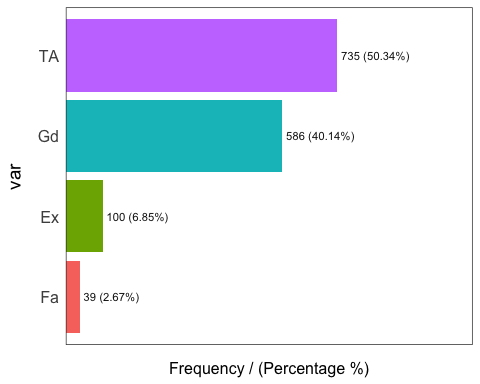 TA
735 (50.34%)
Gd
586 (40.14%)
var
Ex
100 (6.85%)
Fa
39 (2.67%)
Frequency / (Percentage %)